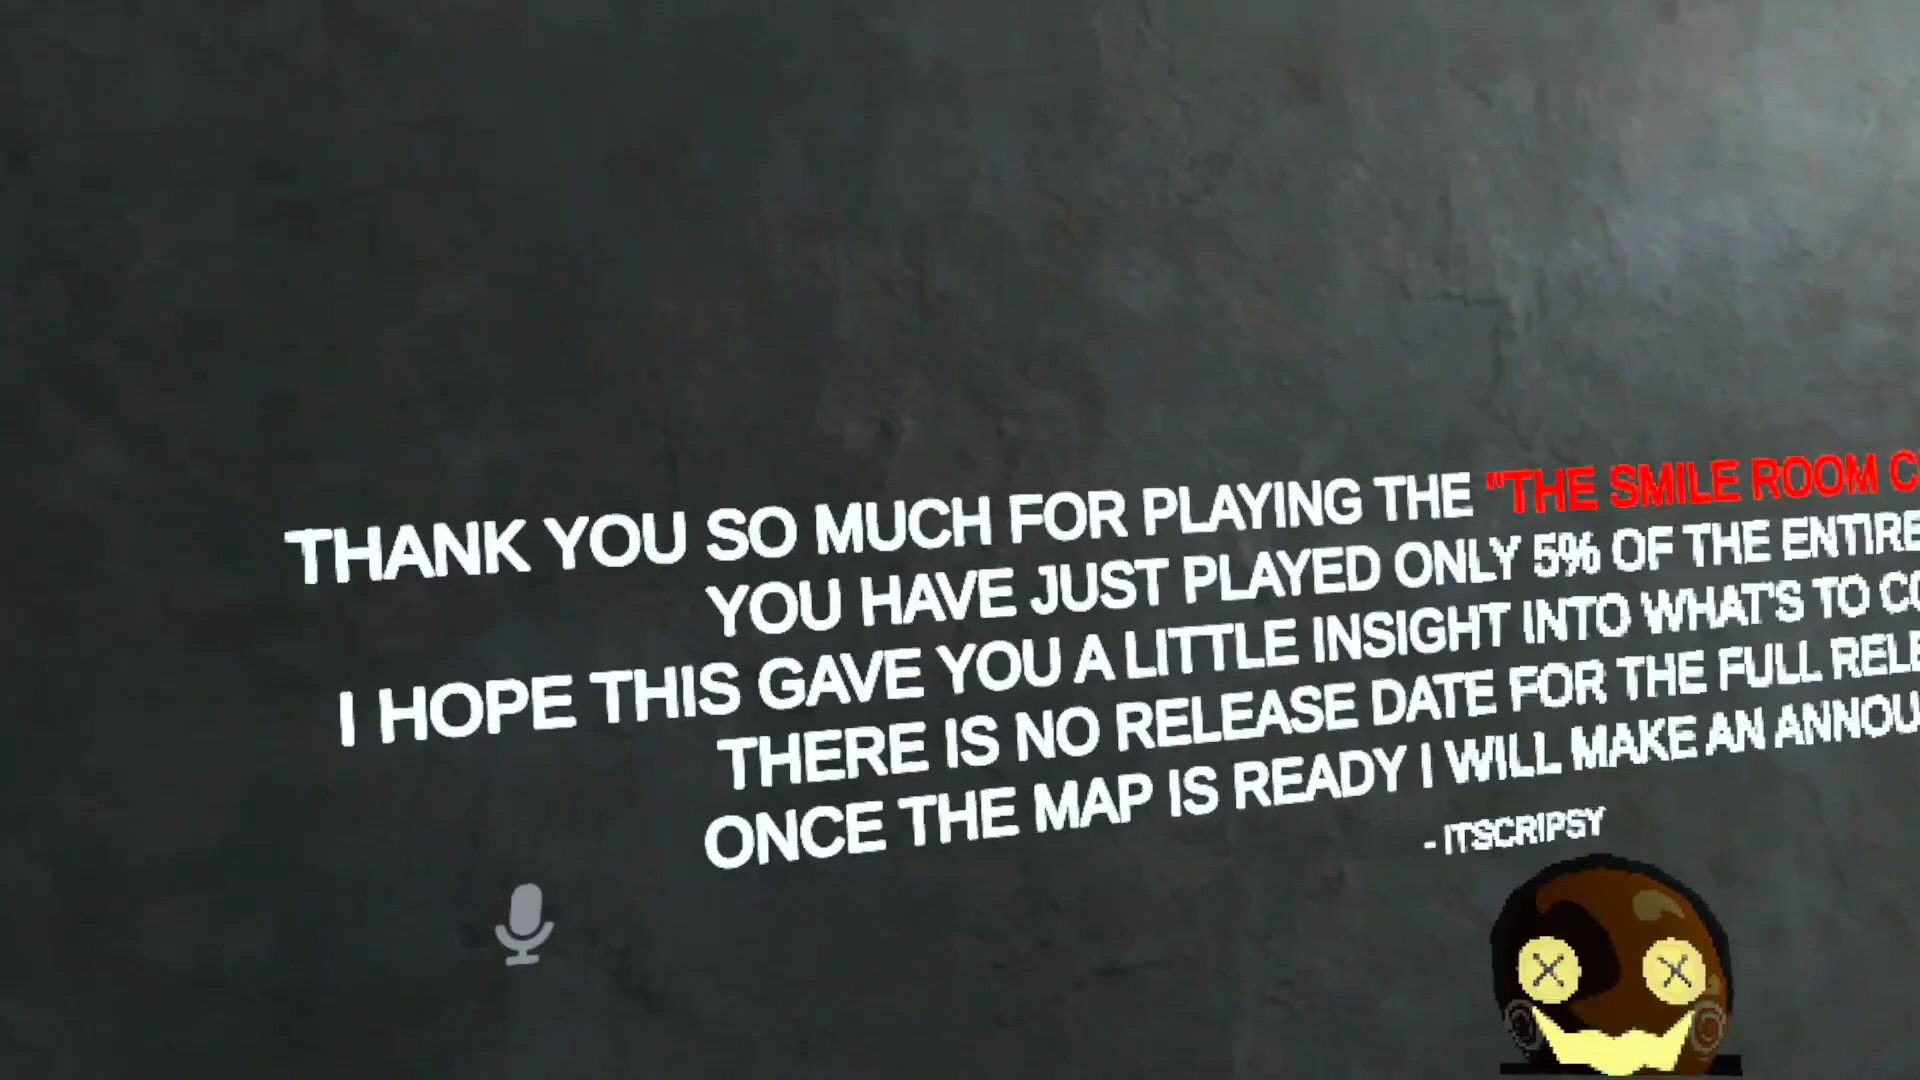 THANK YOU SO MUCH FOR PLAYING THE "THE SMILE ROOM
YOU HAVE JUST PLAYED ONLY 5% OF THE ENTIRE
I HOPE THIS GAVE YOU A LITTLE INSIGHT INTO WHAT'S TO
THERE IS NO RELEASE DATE FOR THE FULL
ONCE THE MAP IS READY I WILL MAKE AN
- ITSCRIPSY